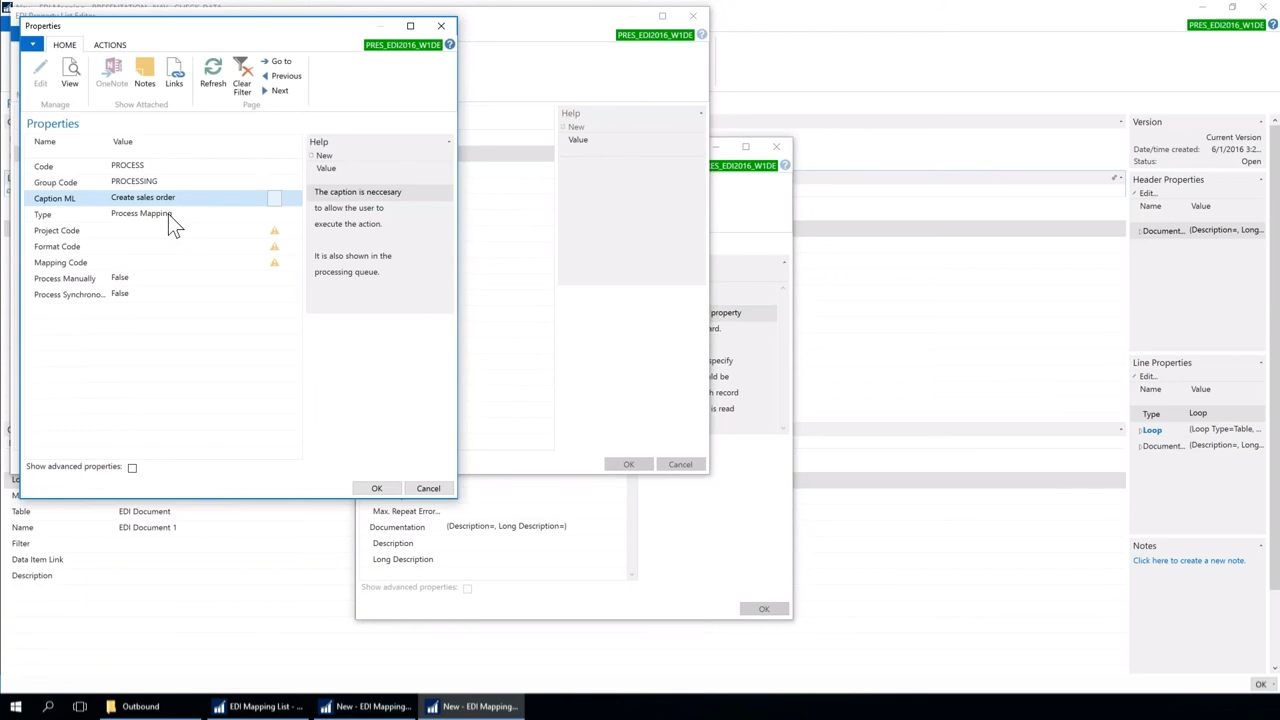 Properties
HOME
ACTIONS
PRES_EDI2016_W1DE
Edit
View
OneNote
Notes
Links
Refresh
Clear
Filter
Go to
Previous
Next
Manage
Show Attached
Page
Properties
Name Value
Code PROCESS
Group Code PROCESSING
Caption ML Create sales order
Type Process Mapping
Project Code
Format Code
Mapping Code
Process Manually False
Process Synchrono... False
Help
New
Value
The caption is neccesary
to allow the user to
execute the action.
It is also shown in the
processing queue.
Show advanced properties:
OK Cancel
PRES_EDI2016_W1DE
Help
New
Value
OK Cancel
property
ard.
specify
ld be
h record
is read
Max. Repeat Error...
Documentation (Description=, Long Description=)
Description
Long Description
Show advanced properties:
OK
PRES_EDI2016_W1DE
Table EDI Document
Name EDI Document 1
Filter
Data Item Link
Description
Version
Current Version
Date/time created: 6/1/2016 3:2...
Status: Open
Header Properties
Edit...
Name Value
Document... (Description=, Long...
Line Properties
Edit...
Name Value
Type Loop
Loop (Loop Type=Table, ...
Document... (Description=, Long...
Notes
Click here to create a new note.
OK
Outbound
EDI Mapping List - ...
New - EDI Mapping...
New - EDI Mapping...